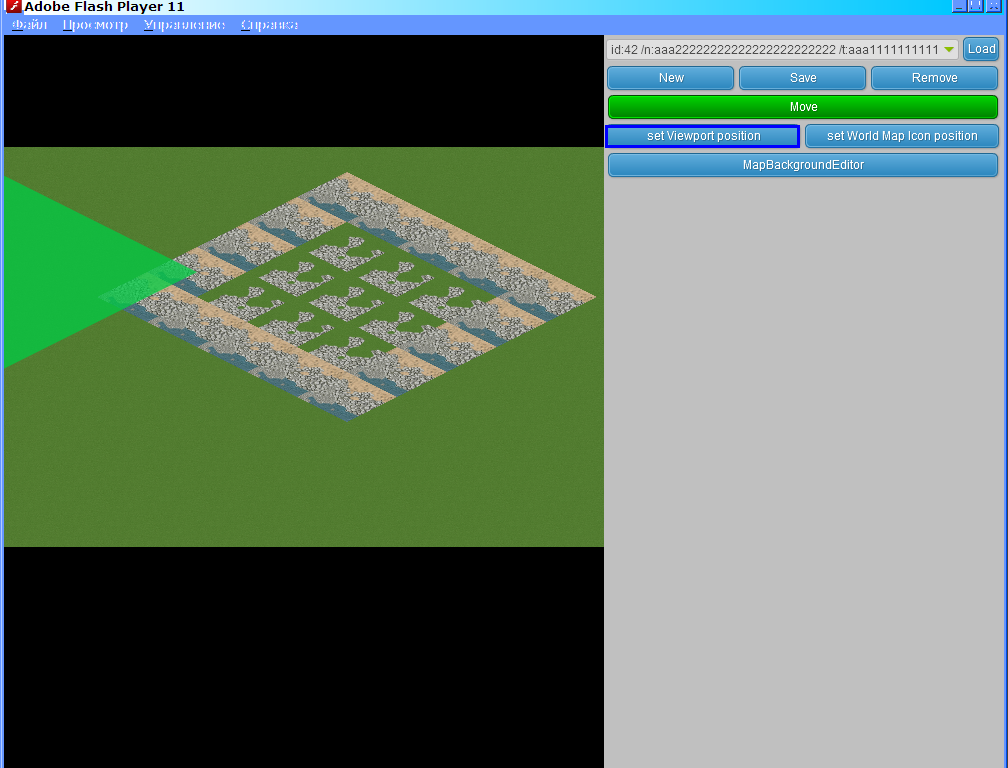 Adobe Flash Player 11
Файл Просмотр Управление Справка
id:42 /n:aaa22222222222222222222222 /t:aaa1111111111 Load
New Save Remove
Move
set Viewport position set World Map Icon position
MapBackgroundEditor